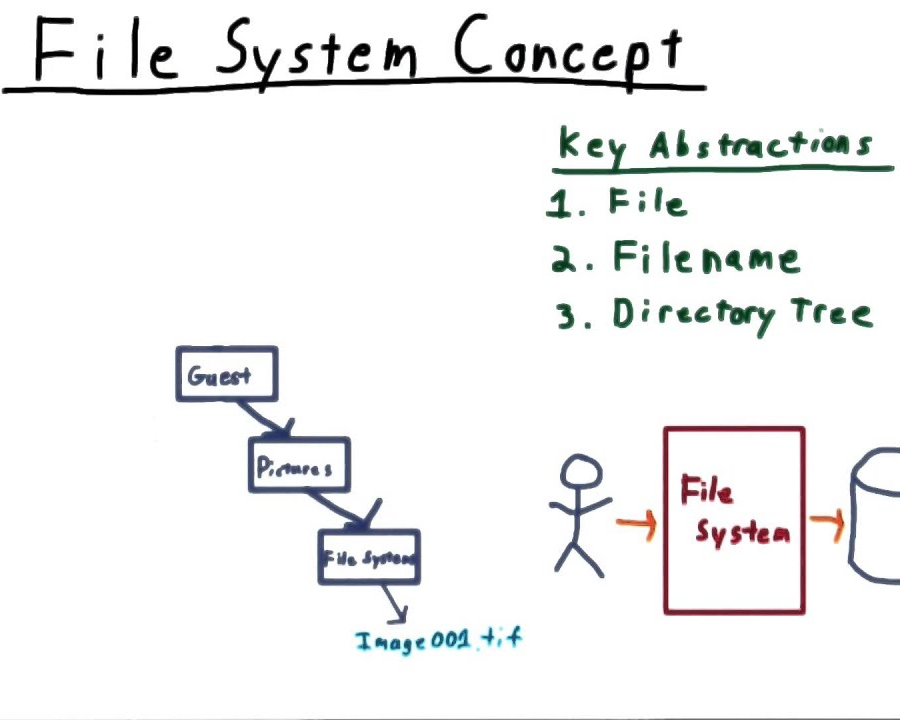 File System Concept
Key Abstractions
1. File
2. Filename
3. Directory Tree
Guest
Pictures
File Systems
Image001.tif
File
System